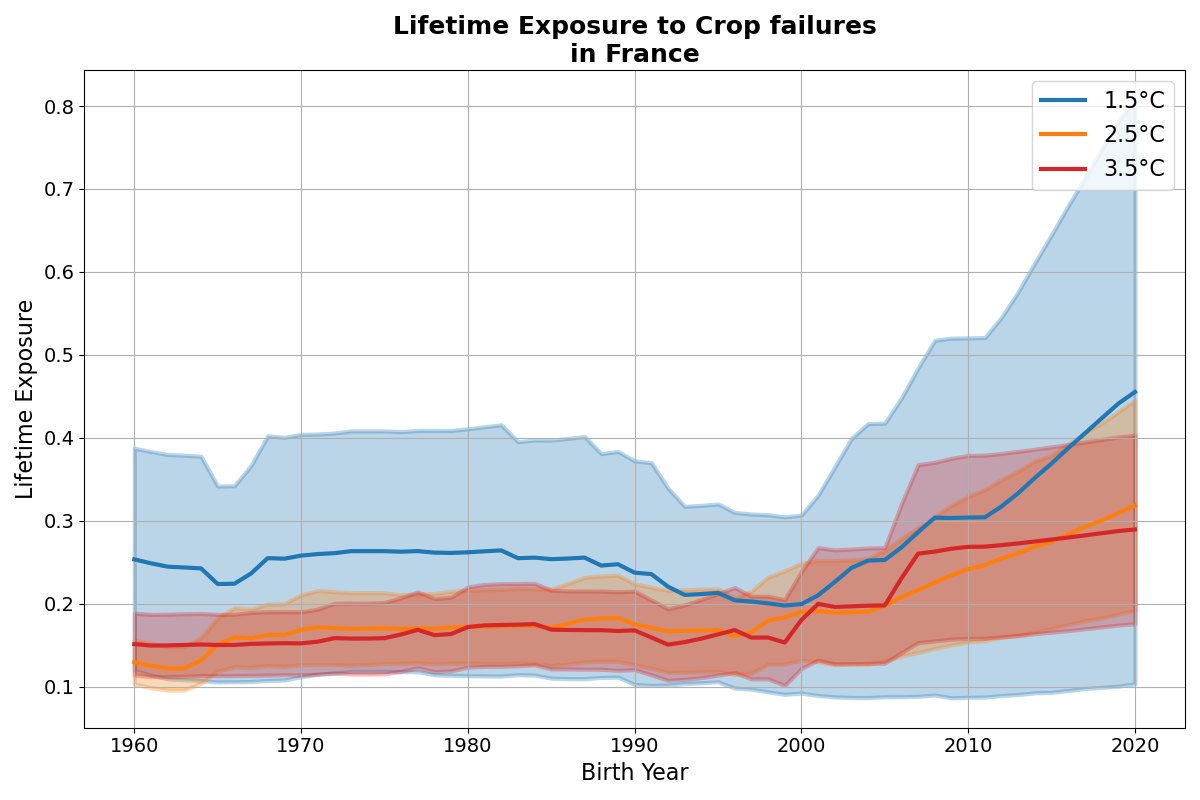 Lifetime Exposure to Crop failures
in France
1.5°C
2.5°C
3.5°C
Lifetime Exposure
0.8
0.7
0.6
0.5
0.4
0.3
0.2
0.1
1960 1970 1980 1990 2000 2010 2020
Birth Year